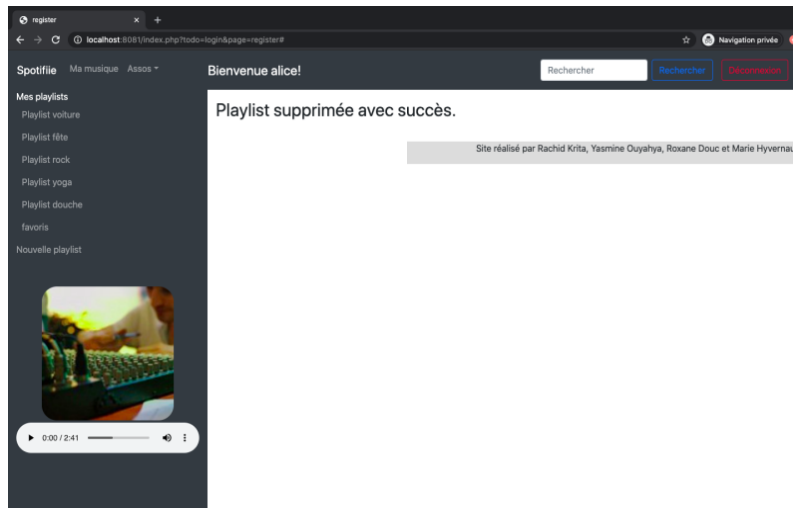 register
localhost:8081/index.php?todo=login&page=register#
Navigation privée
Spotifiie Ma musique Assos
Bienvenue alice!
Rechercher
Rechercher
Déconnexion
Mes playlists
Playlist voiture
Playlist fête
Playlist rock
Playlist yoga
Playlist douche
favoris
Nouvelle playlist
0:00 / 2:41
Playlist supprimée avec succès.
Site réalisé par Rachid Krita, Yasmine Ouyahya, Roxane Douc et Marie Hyvernau